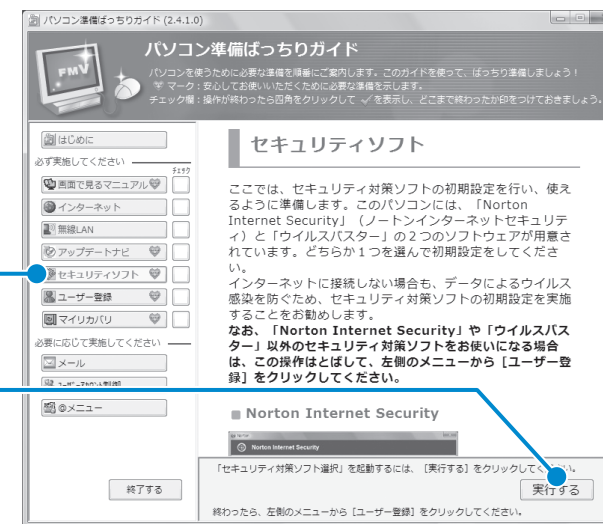 パソコン準備ばっちりガイド (2.4.1.0)
FMV
パソコン準備ばっちりガイド
パソコンを使うために必要な準備を順番にご案内します。このガイドを使って、ばっちり準備しましょう!
マーク:安心してお使いいただくために必要な準備を示します。
チェック欄:操作が終わったら四角をクリックして ✓を表示し、どこまで終わったか印をつけておきましょう。
はじめに
必ず実施してください
チェック
画面で見るマニュアル
インターネット
無線LAN
アップデートナビ
セキュリティソフト
ユーザー登録
マイリカバリ
必要に応じて実施してください
メール
ユーザーアカウント制御
@メニュー
終了する
セキュリティソフト
ここでは、セキュリティ対策ソフトの初期設定を行い、使え
るように準備します。このパソコンには、「Norton
Internet Security」(ノートンインターネットセキュリテ
ィ)と「ウイルスバスター」の2つのソフトウェアが用意さ
れています。どちらか1つを選んで初期設定をしてくださ
い。
インターネットに接続しない場合も、データによるウイルス
感染を防ぐため、セキュリティ対策ソフトの初期設定を実施
することをお勧めします。
なお、「Norton Internet Security」や「ウイルスバス
ター」以外のセキュリティ対策ソフトをお使いになる場合
は、この操作はとばして、左側のメニューから[ユーザー登
録]をクリックしてください。
■ Norton Internet Security
Norton Internet Security
「セキュリティ対策ソフト選択」を起動するには、[実行する]をクリックしてください。
実行する
終わったら、左側のメニューから[ユーザー登録]をクリックしてください。